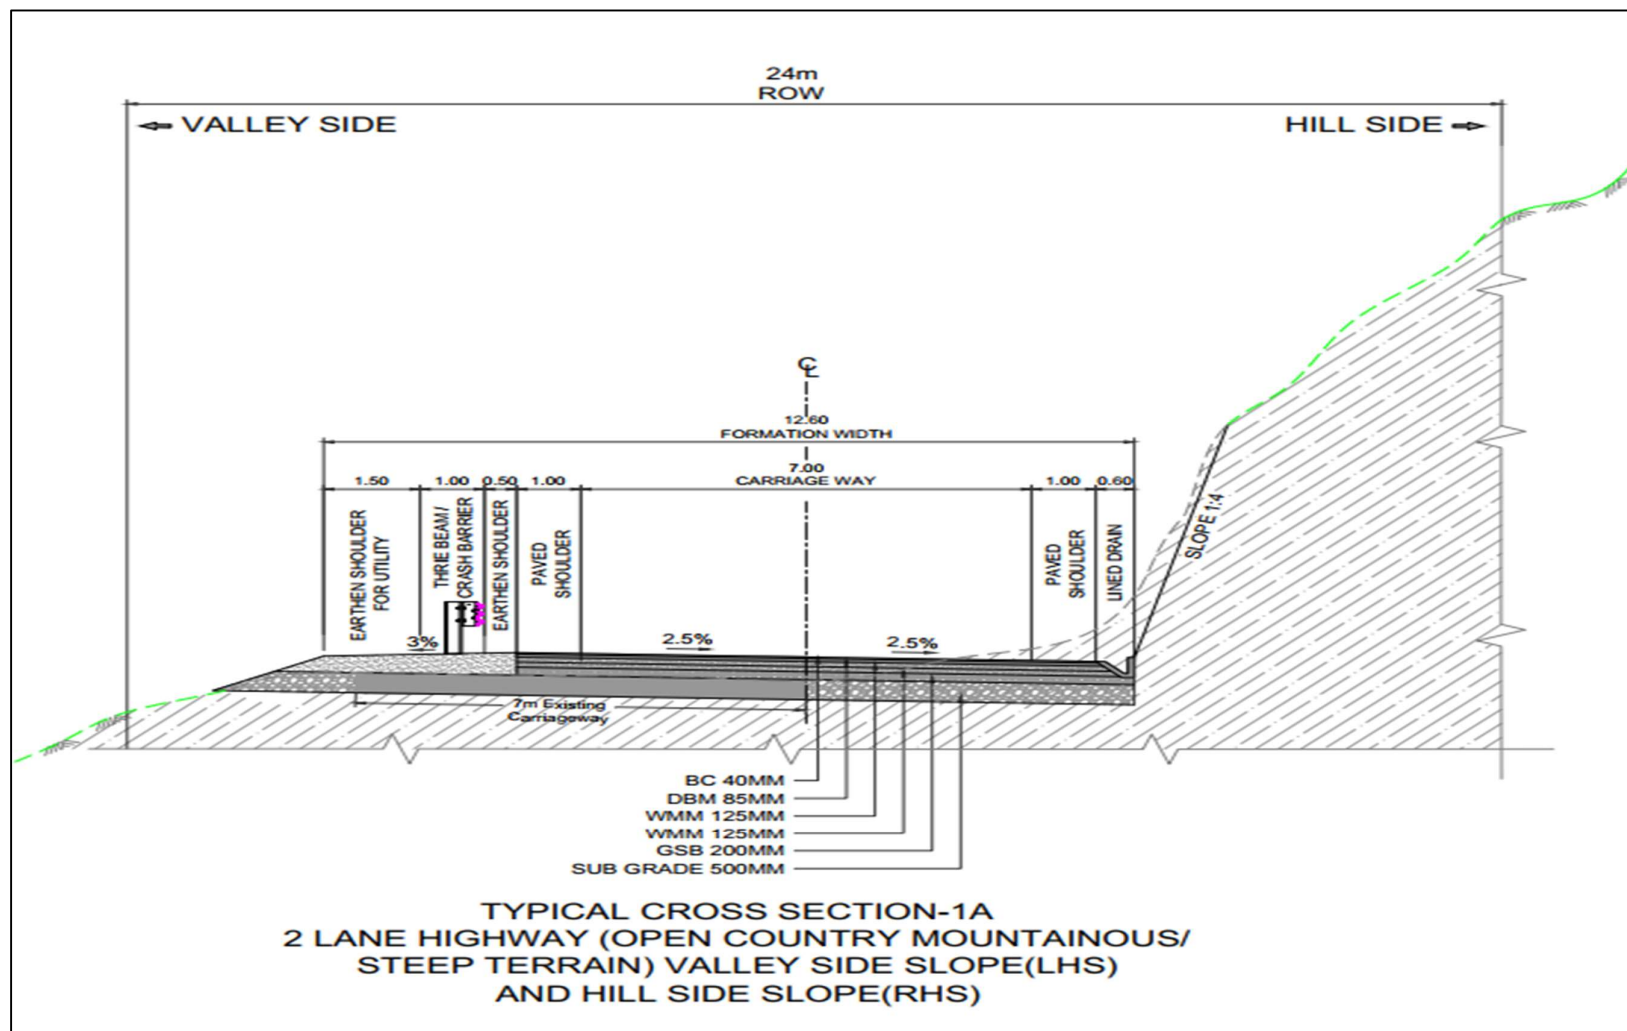 24m
ROW
VALLEY SIDE
HILL SIDE
C
L
12.60
FORMATION WIDTH
1.50
1.00
0.50
1.00
7.00
CARRIAGE WAY
1.00
0.60
EARTHEN SHOULDER
FOR UTILITY
THRIE BEAM/
CRASH BARRIER
EARTHEN SHOULDER
PAVED
SHOULDER
PAVED
SHOULDER
LINED DRAIN
SLOPE 1:4
3%
2.5%
2.5%
7m Existing
Carriageway
BC 40MM
DBM 85MM
WMM 125MM
WMM 125MM
GSB 200MM
SUB GRADE 500MM
TYPICAL CROSS SECTION-1A
2 LANE HIGHWAY (OPEN COUNTRY MOUNTAINOUS/
STEEP TERRAIN) VALLEY SIDE SLOPE(LHS)
AND HILL SIDE SLOPE(RHS)